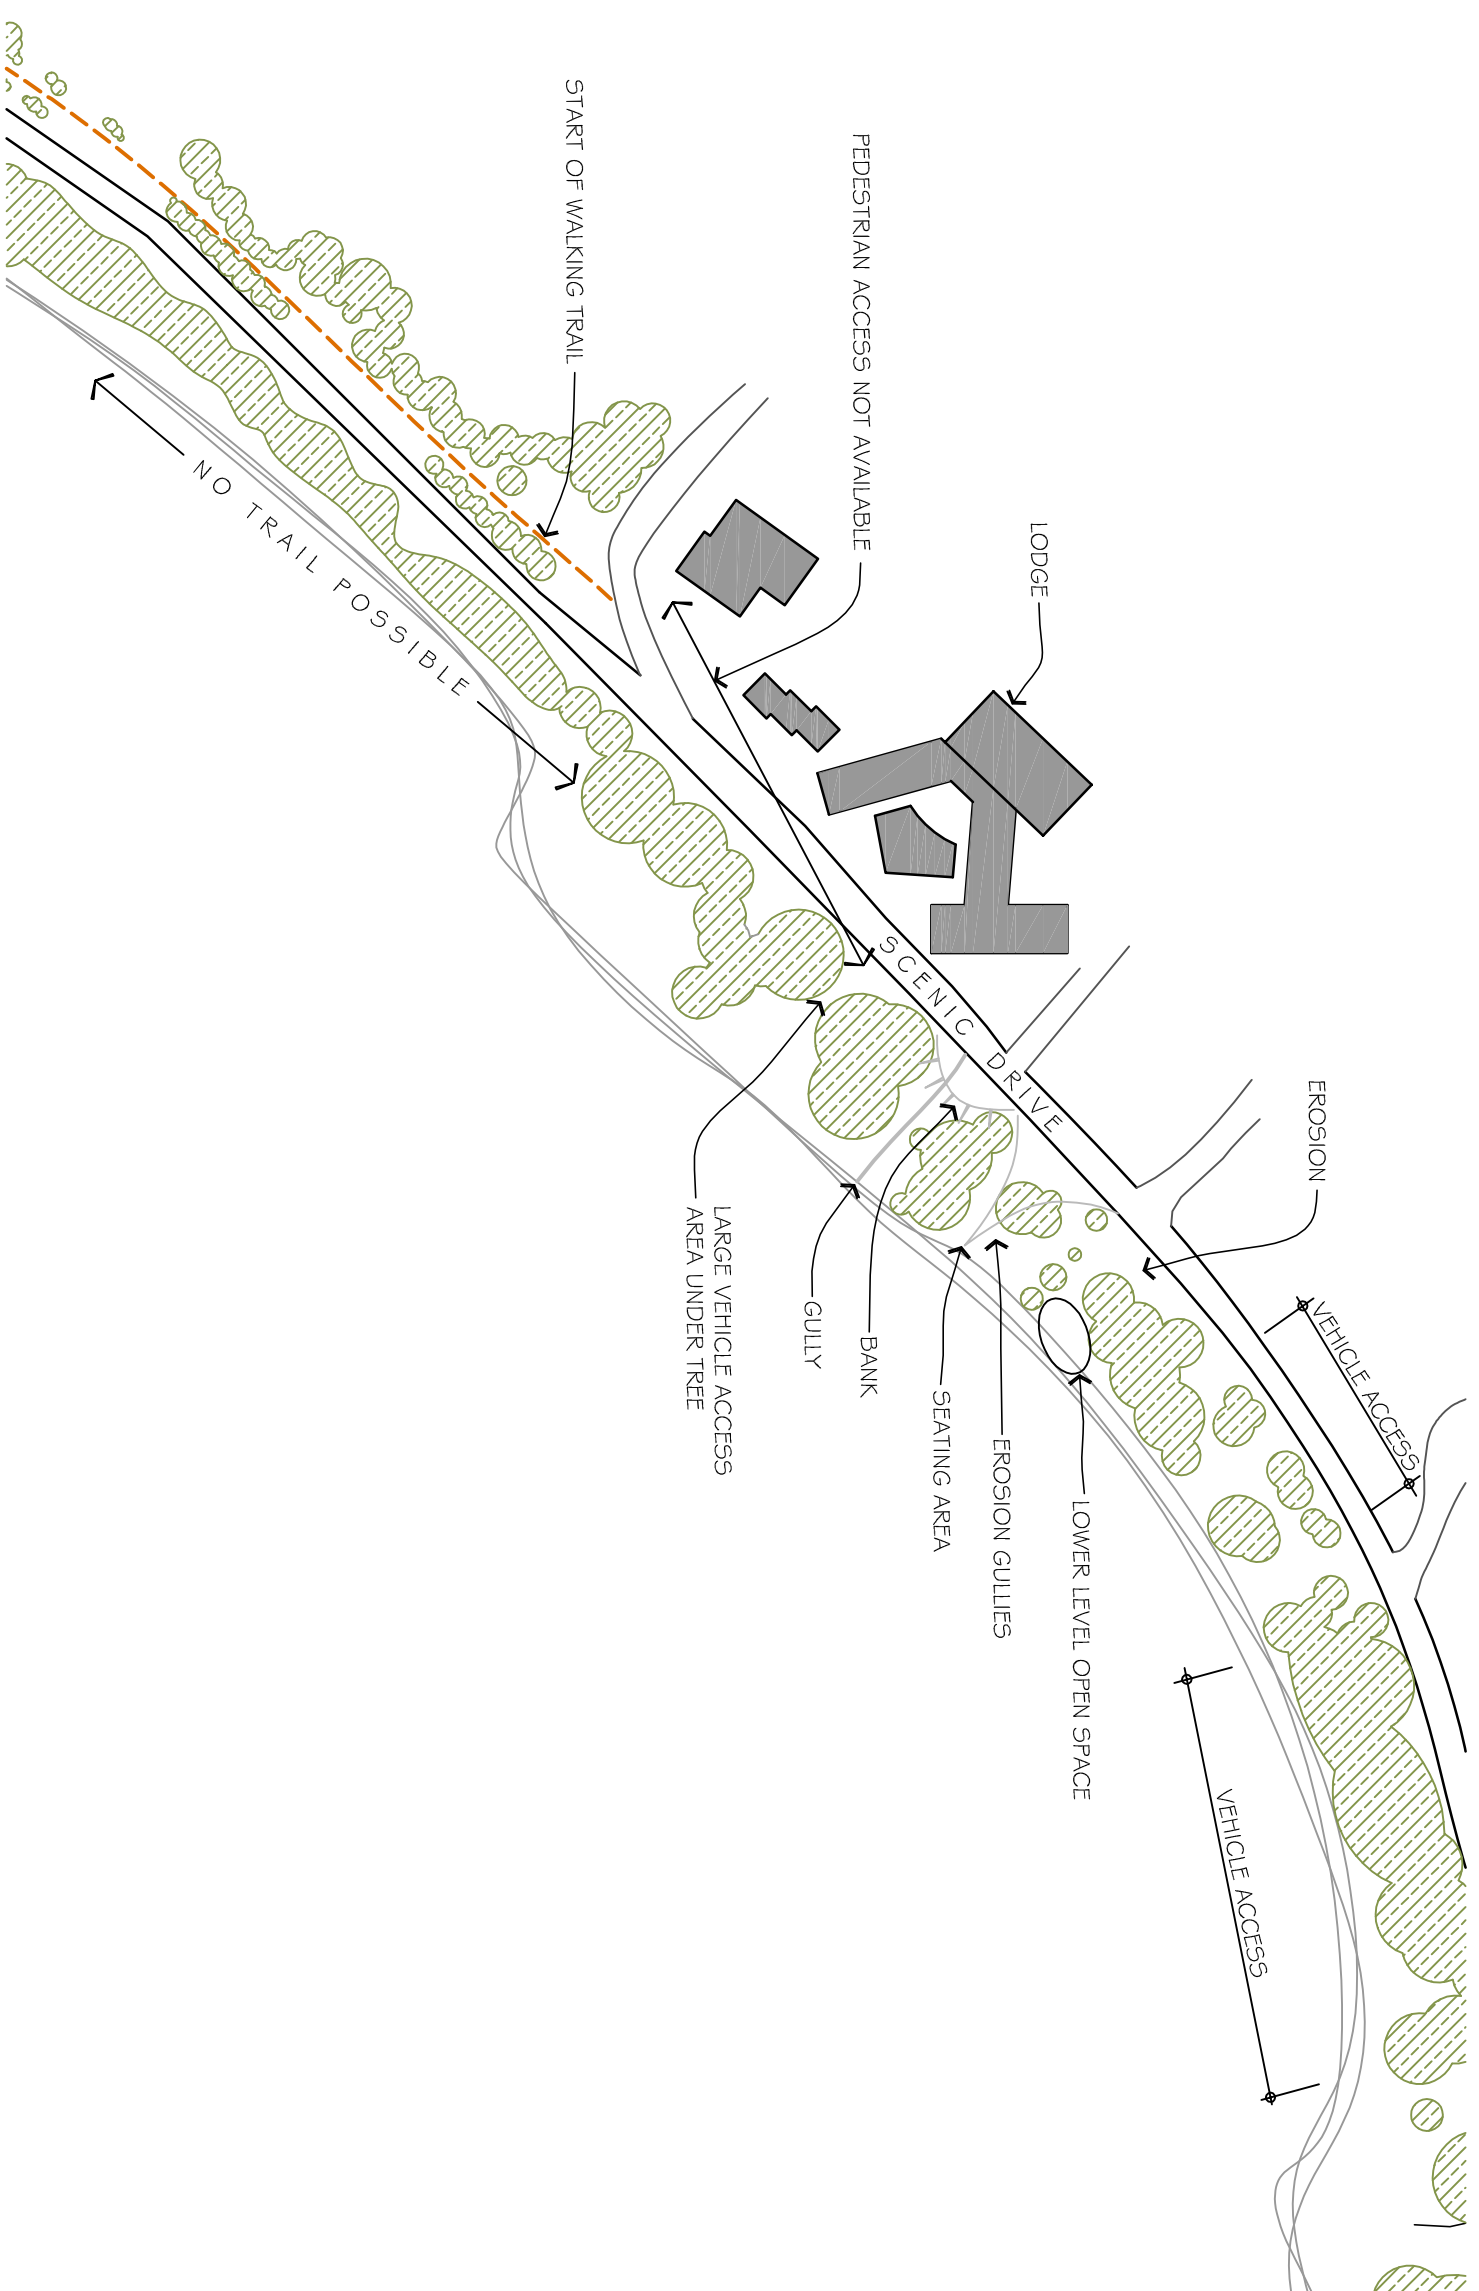 START OF WALKING TRAIL
PEDESTRIAN ACCESS NOT AVAILABLE
LODGE
EROSION
VEHICLE ACCESS
SCENIC DRIVE
NO TRAIL POSSIBLE
LARGE VEHICLE ACCESS
AREA UNDER TREE
GULLY
BANK
SEATING AREA
EROSION GULLIES
LOWER LEVEL OPEN SPACE
VEHICLE ACCESS